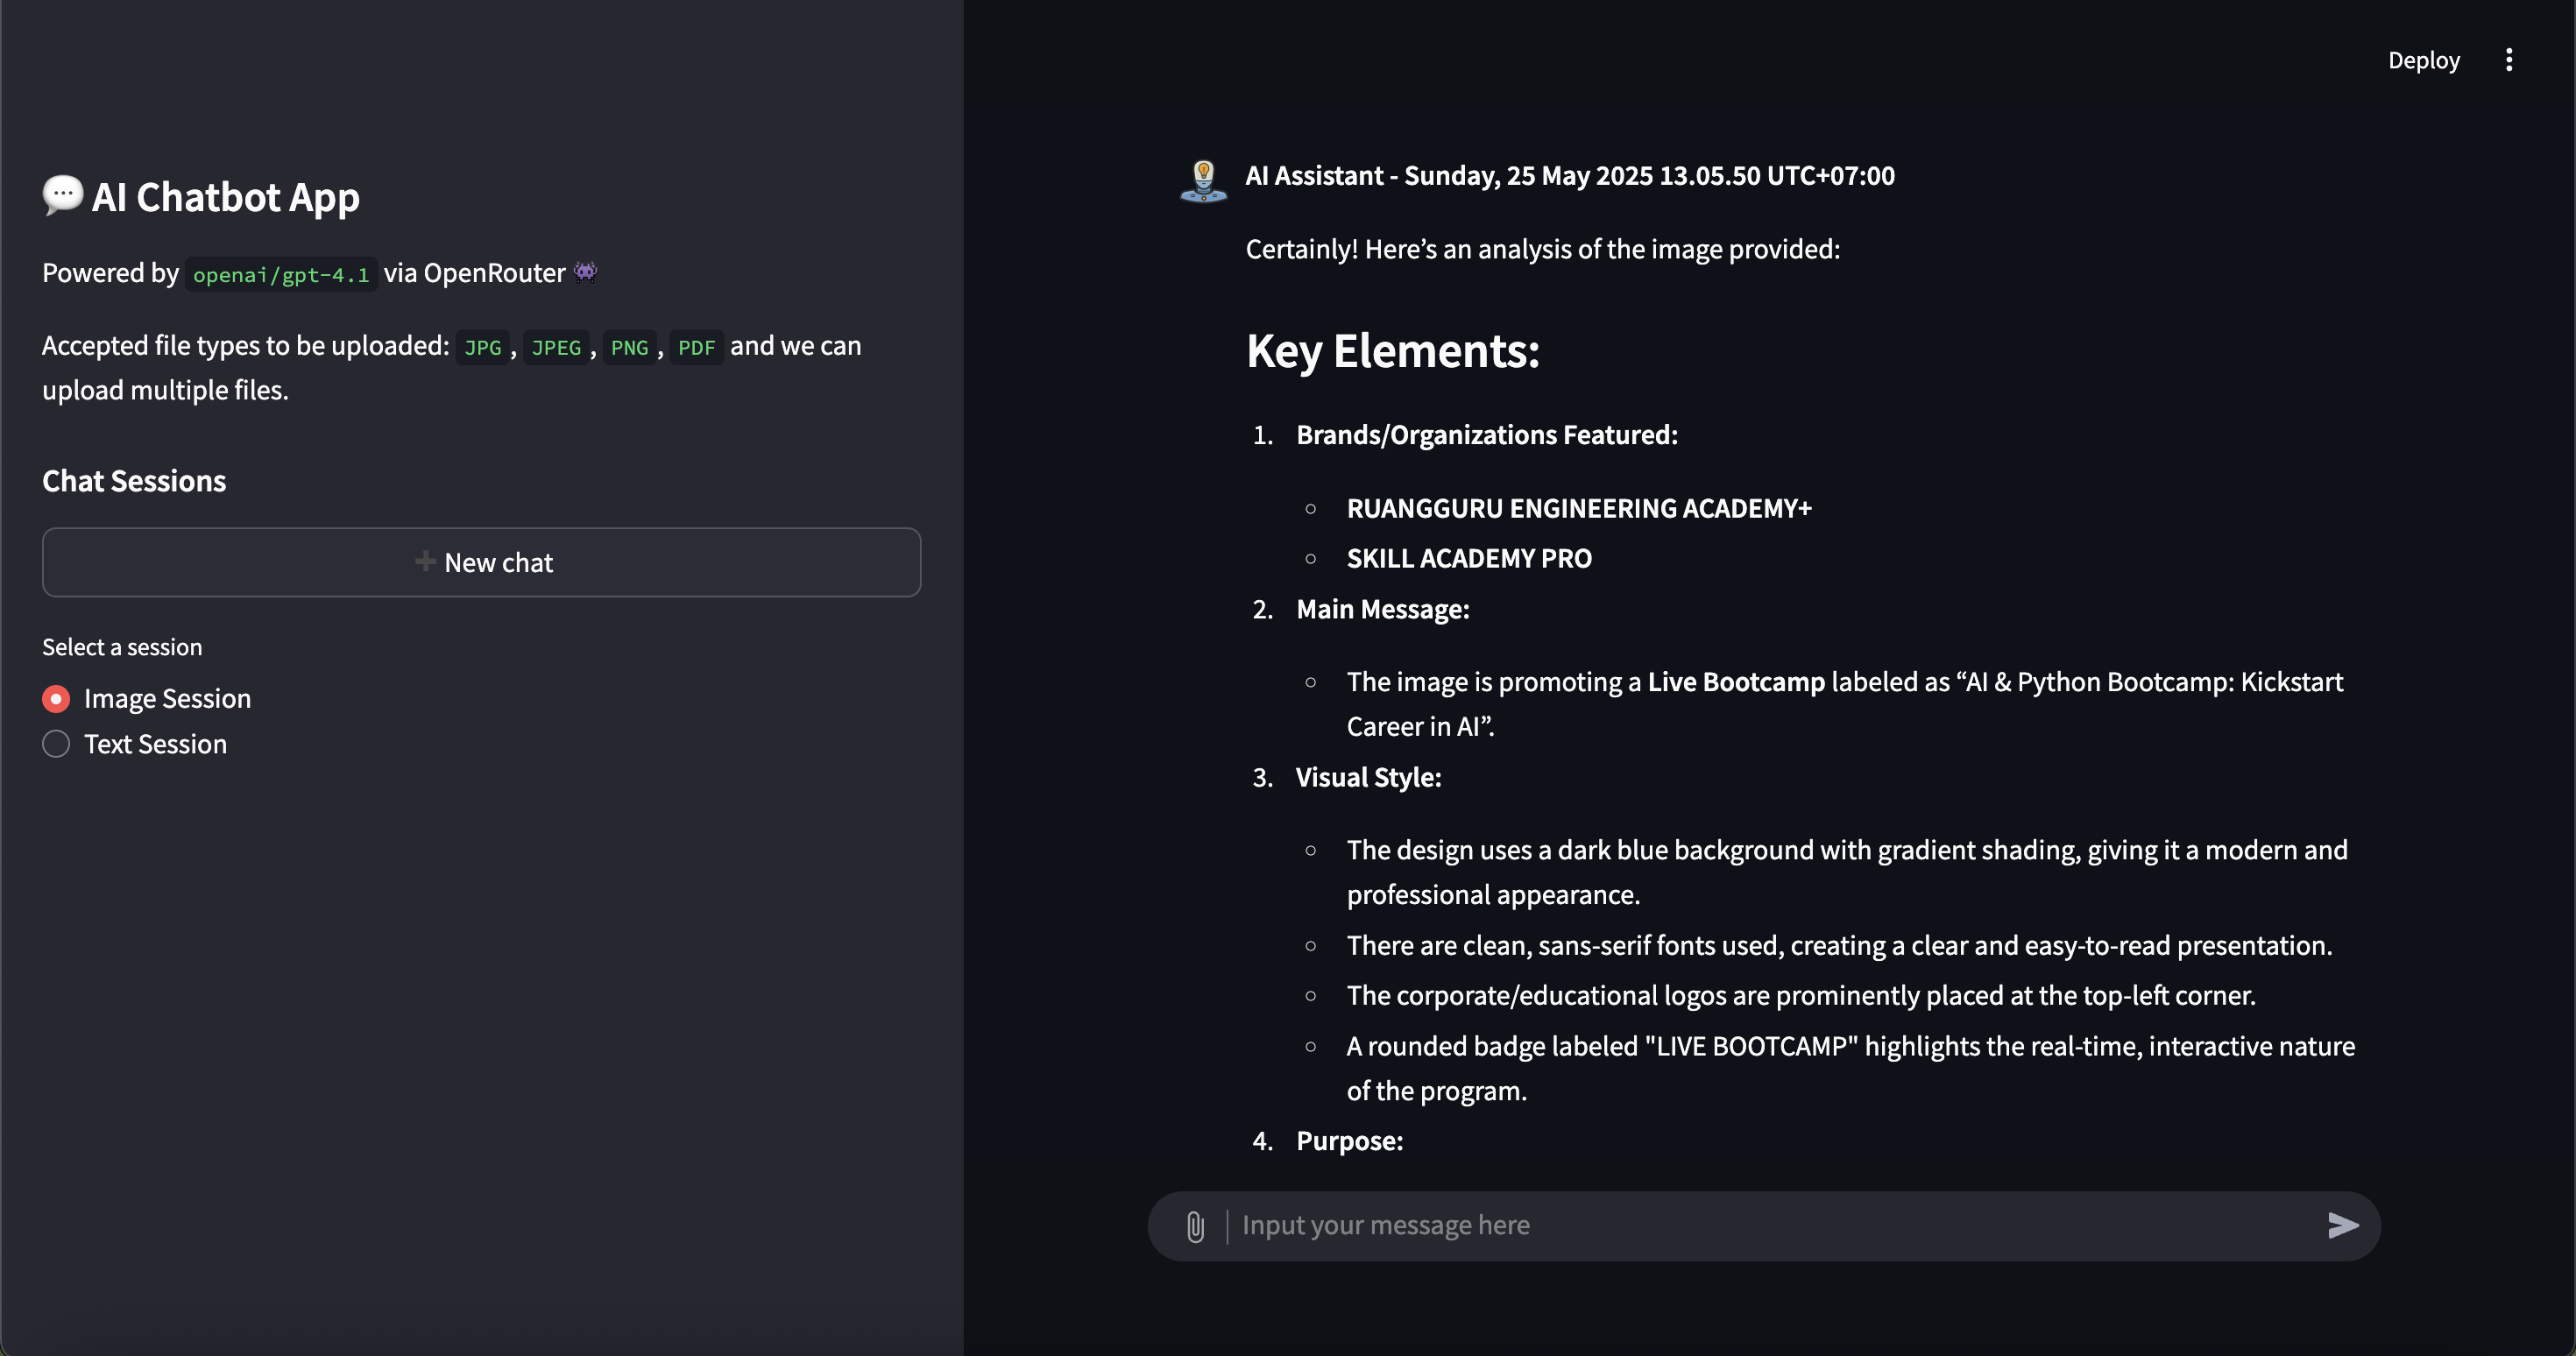 Deploy
💬 AI Chatbot App
Powered by openai/gpt-4.1 via OpenRouter 👾
Accepted file types to be uploaded: JPG, JPEG, PNG, PDF and we can
upload multiple files.
Chat Sessions
➕ New chat
Select a session
Image Session
Text Session
AI Assistant - Sunday, 25 May 2025 13.05.50 UTC+07:00
Certainly! Here’s an analysis of the image provided:
Key Elements:
1. Brands/Organizations Featured:
○ RUANGGURU ENGINEERING ACADEMY+
○ SKILL ACADEMY PRO
2. Main Message:
○ The image is promoting a Live Bootcamp labeled as “AI & Python Bootcamp: Kickstart
Career in AI”.
3. Visual Style:
○ The design uses a dark blue background with gradient shading, giving it a modern and
professional appearance.
○ There are clean, sans-serif fonts used, creating a clear and easy-to-read presentation.
○ The corporate/educational logos are prominently placed at the top-left corner.
○ A rounded badge labeled "LIVE BOOTCAMP" highlights the real-time, interactive nature
of the program.
4. Purpose:
Input your message here